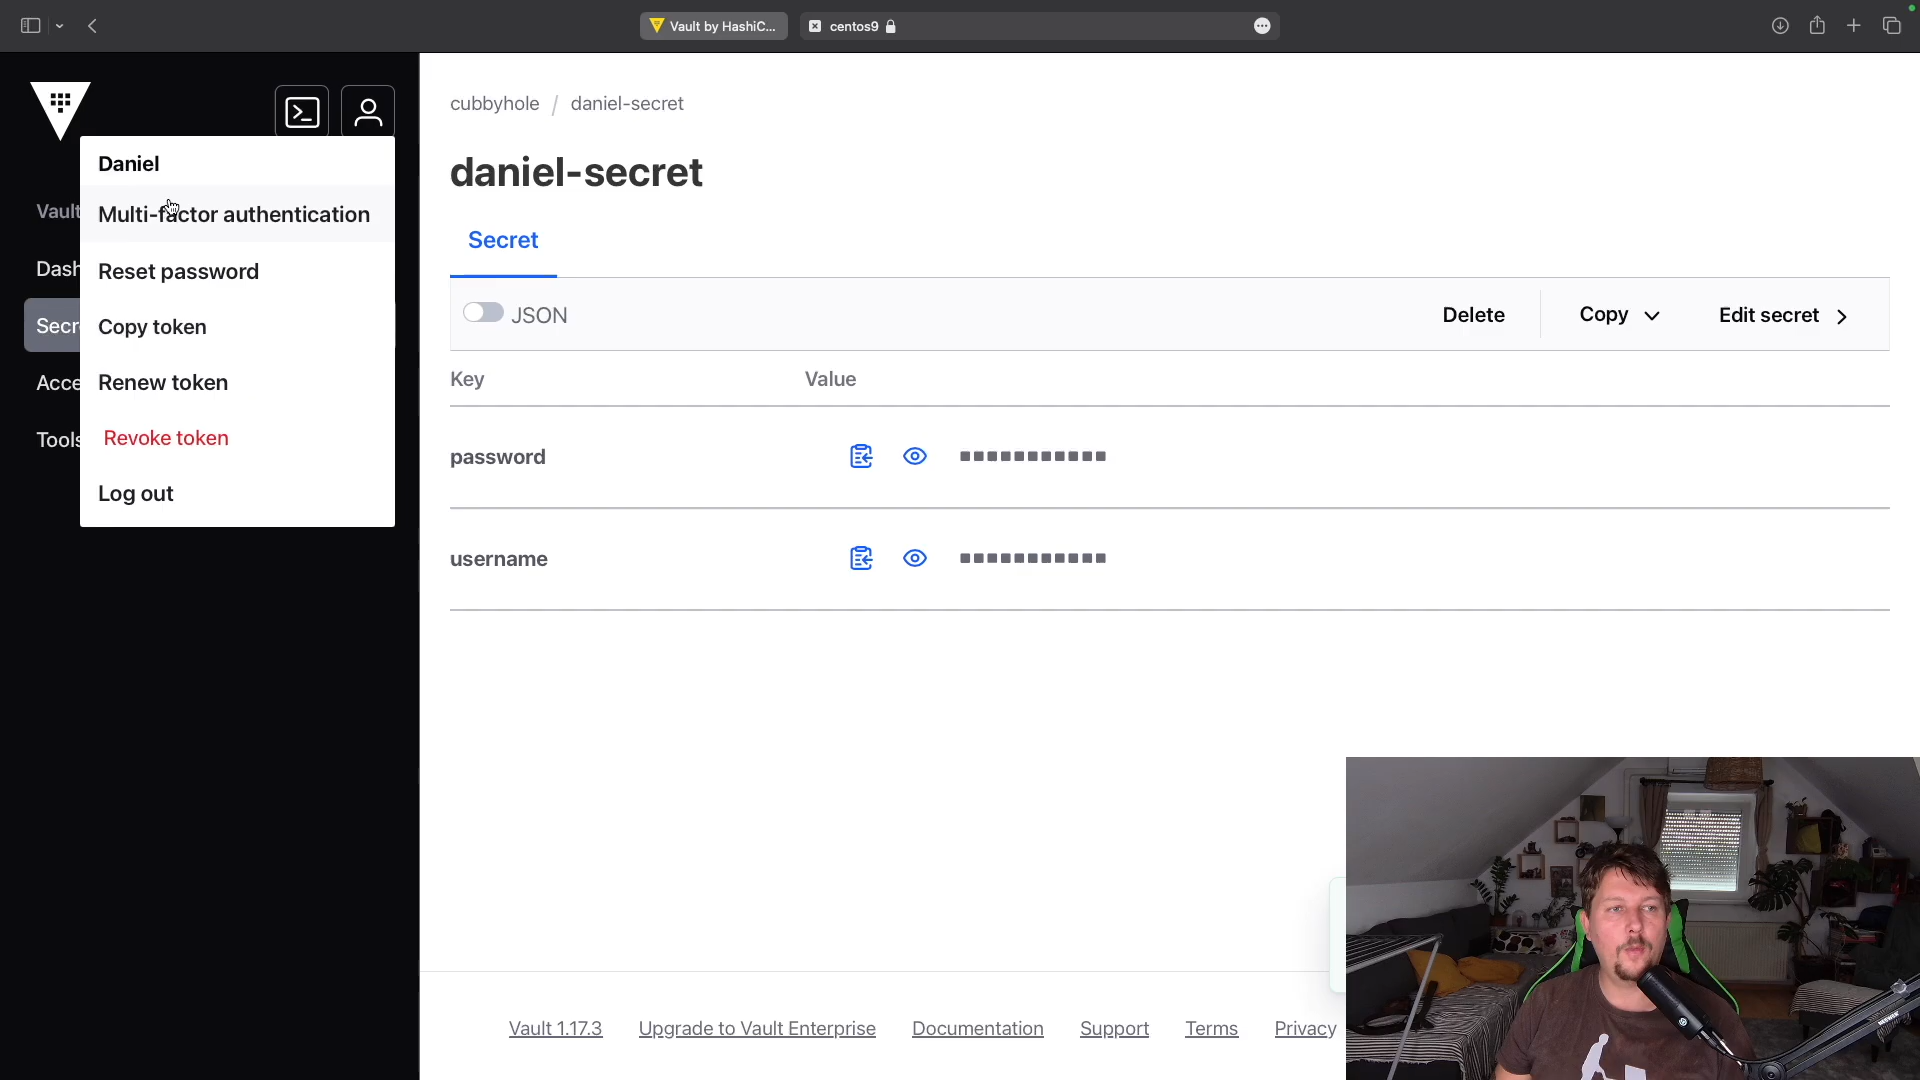 Vault by HashiC...
centos9
Daniel
Multi-factor authentication
Reset password
Copy token
Renew token
Revoke token
Log out
Vault
Dash
Secr
Acce
Tools
cubbyhole / daniel-secret
daniel-secret
Secret
JSON
Delete
Copy
Edit secret
Key
Value
password
username
Vault 1.17.3
Upgrade to Vault Enterprise
Documentation
Support
Terms
Privacy